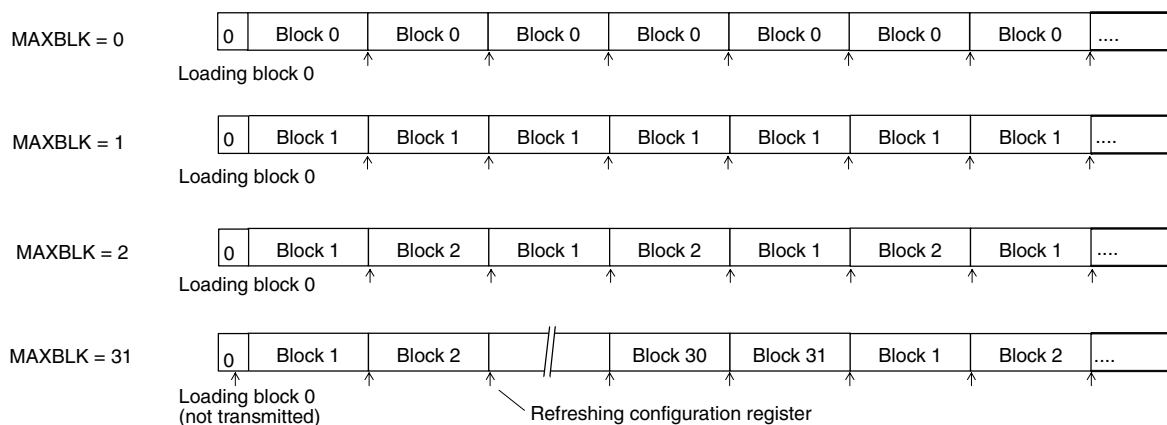 MAXBLK = 0 0 Block 0 Block 0 Block 0 Block 0 Block 0 Block 0 Block 0 ....
Loading block 0
MAXBLK = 1 0 Block 1 Block 1 Block 1 Block 1 Block 1 Block 1 Block 1 ....
Loading block 0
MAXBLK = 2 0 Block 1 Block 2 Block 1 Block 2 Block 1 Block 2 Block 1 ....
Loading block 0
MAXBLK = 31 0 Block 1 Block 2 Block 30 Block 31 Block 1 Block 2 ....
Loading block 0
(not transmitted) Refreshing configuration register